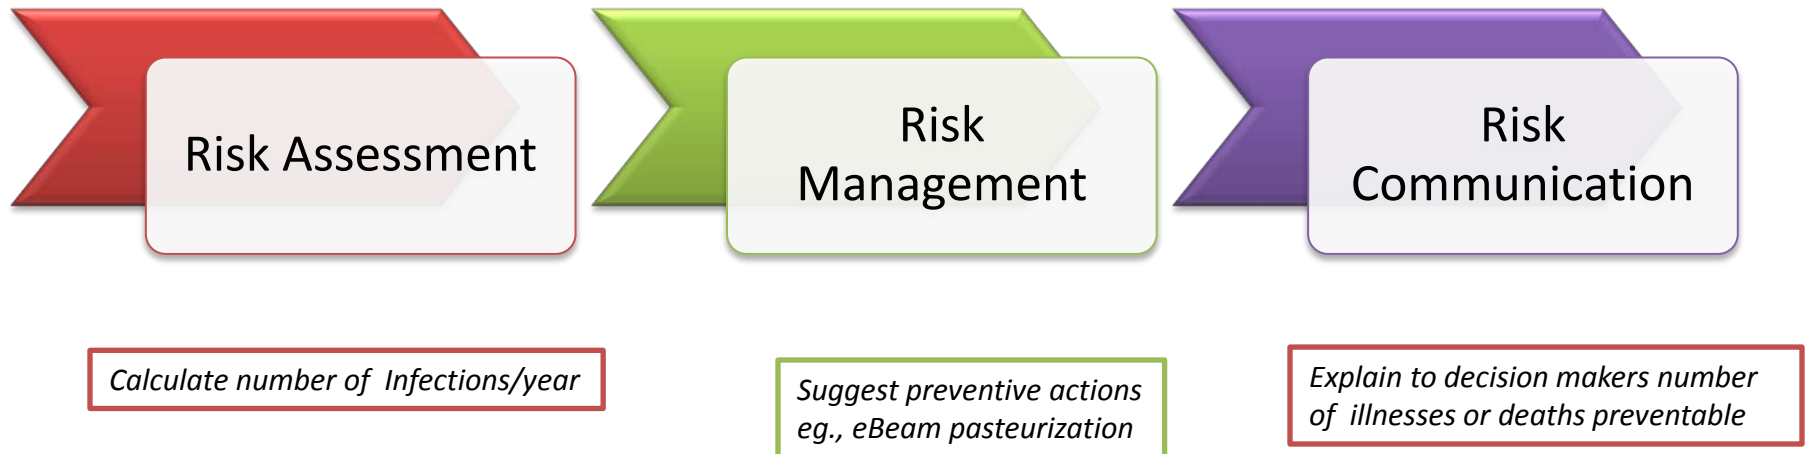 Risk Assessment
Risk
Management
Risk
Communication
Calculate number of Infections/year
Suggest preventive actions
eg., eBeam pasteurization
Explain to decision makers number
of illnesses or deaths preventable